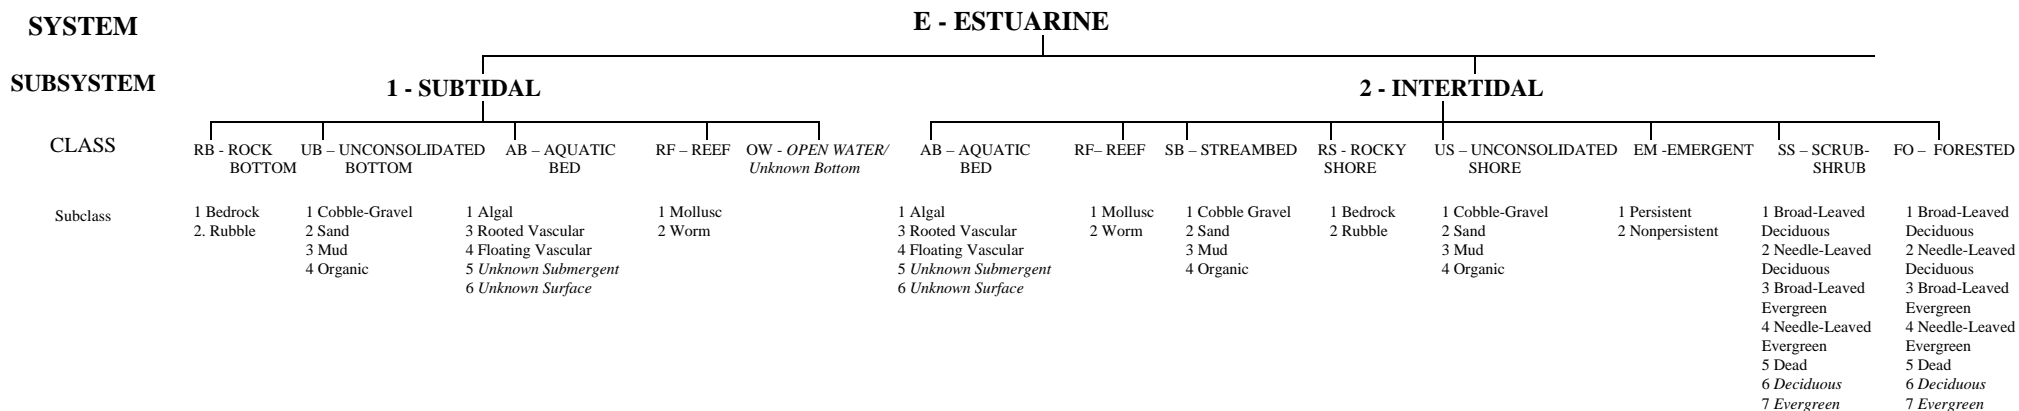 SYSTEM
E - ESTUARINE
SUBSYSTEM
1 - SUBTIDAL
2 - INTERTIDAL
CLASS
RB - ROCK
BOTTOM
UB – UNCONSOLIDATED
BOTTOM
AB – AQUATIC
BED
RF – REEF
OW - OPEN WATER/
Unknown Bottom
AB – AQUATIC
BED
RF– REEF
SB – STREAMBED
RS - ROCKY
SHORE
US – UNCONSOLIDATED
SHORE
EM -EMERGENT
SS – SCRUB-
SHRUB
FO – FORESTED
Subclass
1 Bedrock
2. Rubble
1 Cobble-Gravel
2 Sand
3 Mud
4 Organic
1 Algal
3 Rooted Vascular
4 Floating Vascular
5 Unknown Submergent
6 Unknown Surface
1 Mollusc
2 Worm
1 Algal
3 Rooted Vascular
4 Floating Vascular
5 Unknown Submergent
6 Unknown Surface
1 Mollusc
2 Worm
1 Cobble Gravel
2 Sand
3 Mud
4 Organic
1 Bedrock
2 Rubble
1 Cobble-Gravel
2 Sand
3 Mud
4 Organic
1 Persistent
2 Nonpersistent
1 Broad-Leaved
Deciduous
2 Needle-Leaved
Deciduous
3 Broad-Leaved
Evergreen
4 Needle-Leaved
Evergreen
5 Dead
6 Deciduous
7 Evergreen
1 Broad-Leaved
Deciduous
2 Needle-Leaved
Deciduous
3 Broad-Leaved
Evergreen
4 Needle-Leaved
Evergreen
5 Dead
6 Deciduous
7 Evergreen